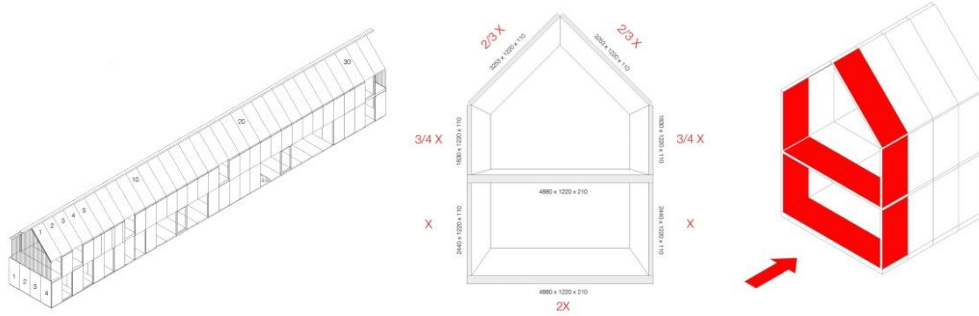 30
20
10
1 2 3 4 5
1 2 3 4
2/3 X
2/3 X
3250 x 1220 x 110
3250 x 1220 x 110
3/4 X
3/4 X
1830 x 1220 x 110
1830 x 1220 x 110
4880 x 1220 x 210
X
X
2440 x 1220 x 110
2440 x 1220 x 110
4880 x 1220 x 210
2X